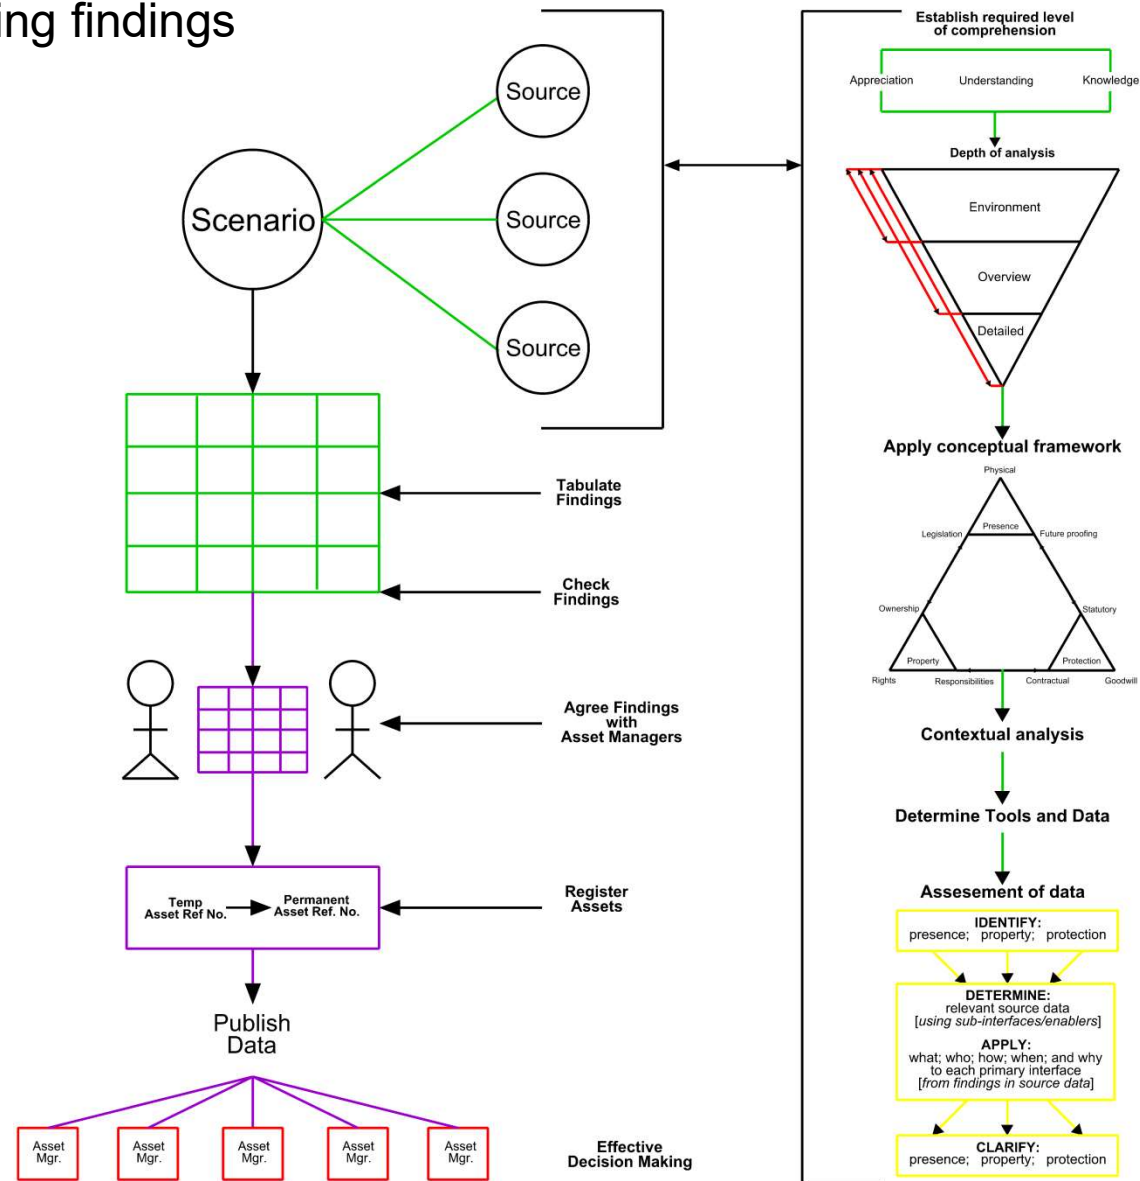 ing findings
Scenario
Source
Source
Source
Tabulate
Findings
Check
Findings
Agree Findings
with
Asset Managers
Temp
Asset Ref No.
Permanent
Asset Ref. No.
Register
Assets
Publish
Data
Asset
Mgr.
Asset
Mgr.
Asset
Mgr.
Asset
Mgr.
Asset
Mgr.
Effective
Decision Making
Establish required level
of comprehension
Appreciation
Understanding
Knowledge
Depth of analysis
Environment
Overview
Detailed
Apply conceptual framework
Physical
Presence
Legislation
Future proofing
Ownership
Statutory
Property
Protection
Rights
Responsibilities
Contractual
Goodwill
Contextual analysis
Determine Tools and Data
Assesement of data
IDENTIFY:
presence; property; protection
DETERMINE:
relevant source data
[using sub-interfaces/enablers]
APPLY:
what; who; how; when; and why
to each primary interface
[from findings in source data]
CLARIFY:
presence; property; protection